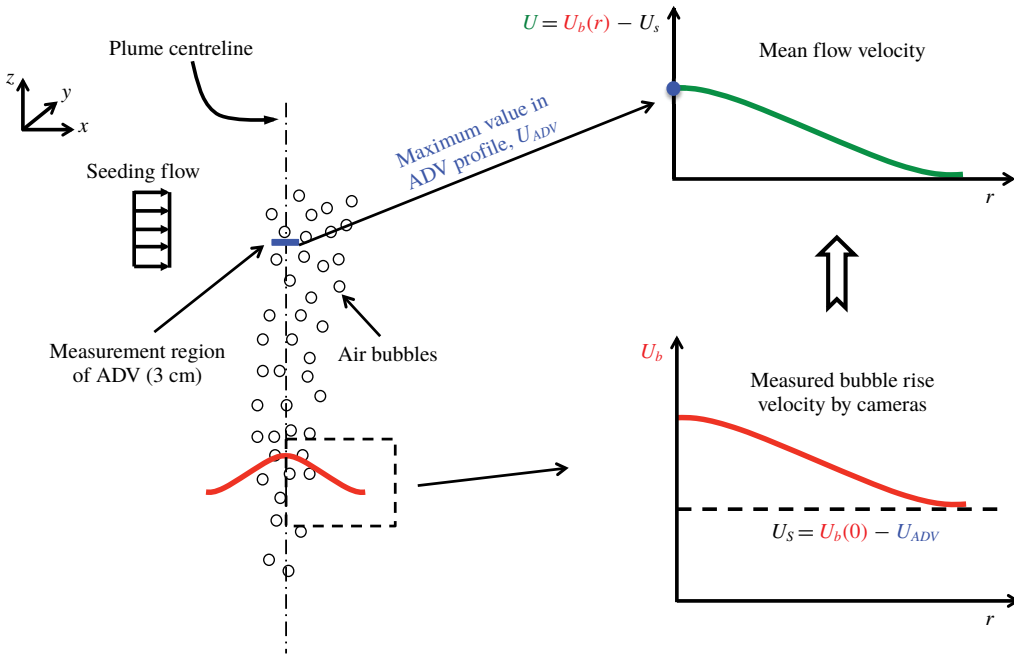 U = U_b(r) − U_s
Mean flow velocity
r
Plume centreline
z
y
x
Seeding flow
Maximum value in
ADV profile, U_ADV
Measurement region
of ADV (3 cm)
Air bubbles
U_b
Measured bubble rise
velocity by cameras
U_S = U_b(0) − U_ADV
r